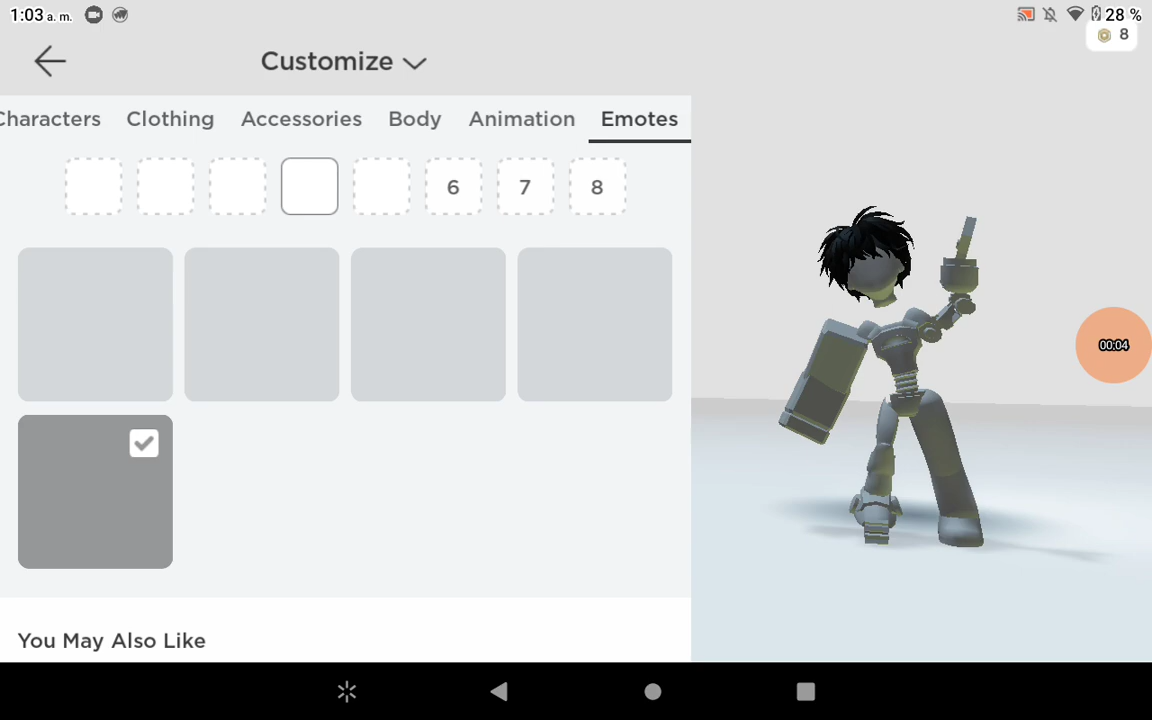 1:03 a. m.
28 %
8
Customize
Characters Clothing Accessories Body Animation Emotes
6 7 8
00:04
You May Also Like